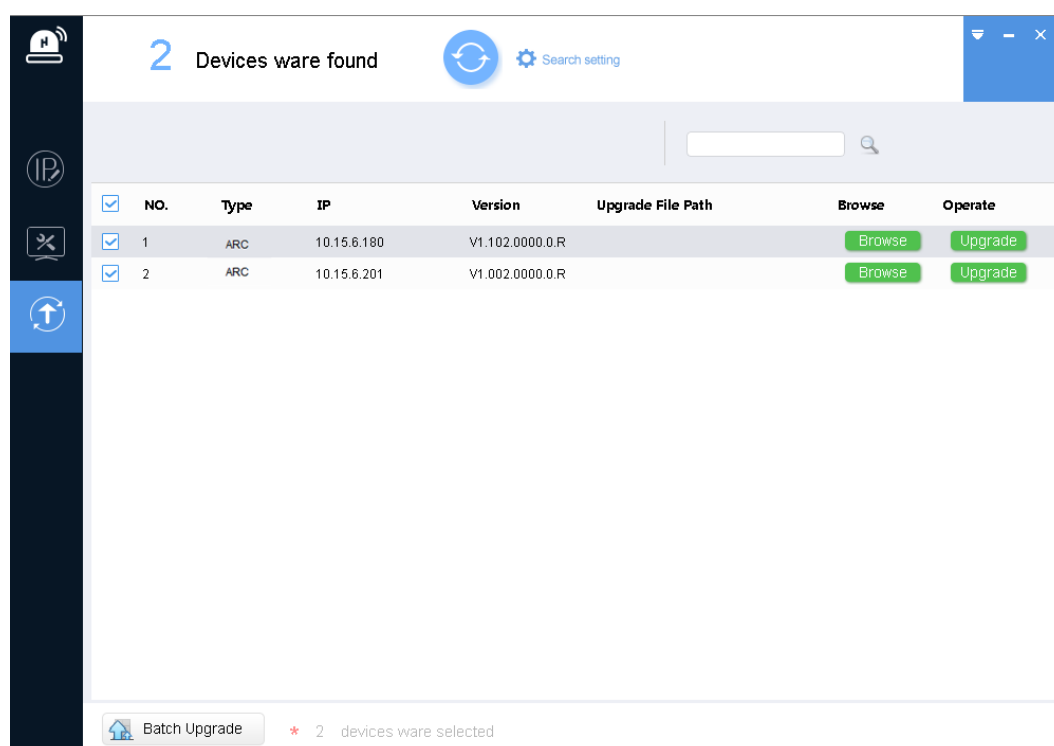 2 Devices ware found Search setting
IP
NO. Type IP Version Upgrade File Path Browse Operate
1 ARC 10.15.6.180 V1.102.0000.0.R Browse Upgrade
2 ARC 10.15.6.201 V1.002.0000.0.R Browse Upgrade
Batch Upgrade * 2 devices ware selected